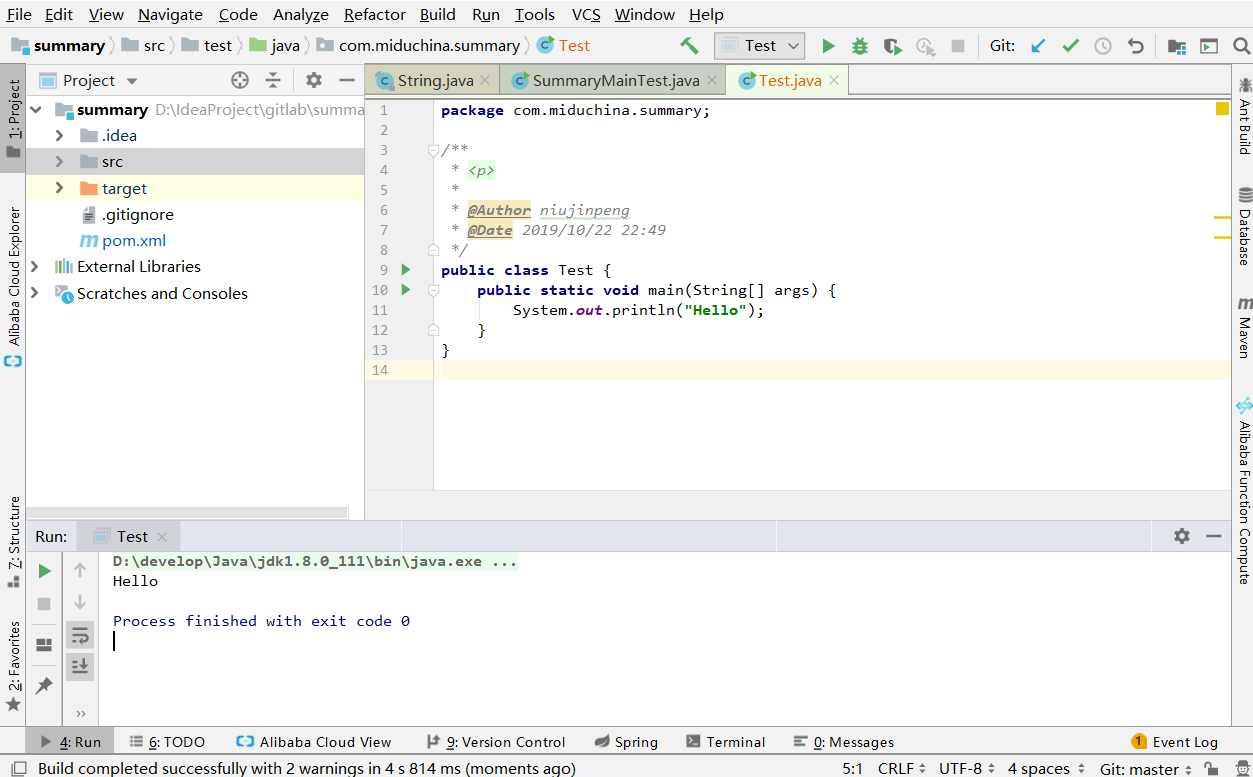 File Edit View Navigate Code Analyze Refactor Build Run Tools VCS Window Help
summary src test java com.miduchina.summary Test Test Git:
Project String.java SummaryMainTest.java Test.java
1: Project
Alibaba Cloud Explorer
7: Structure
2: Favorites
summary D:\IdeaProject\gitlab\summa
.idea
src
target
.gitignore
pom.xml
External Libraries
Scratches and Consoles
1 package com.miduchina.summary;
2
3 /**
4 * <p>
5 *
6 * @Author niujinpeng
7 * @Date 2019/10/22 22:49
8 */
9 public class Test {
10 public static void main(String[] args) {
11 System.out.println("Hello");
12 }
13 }
14
Ant Build
Database
Maven
Alibaba Function Compute
Run: Test
D:\develop\Java\jdk1.8.0_111\bin\java.exe ...
Hello
Process finished with exit code 0
4: Run 6: TODO Alibaba Cloud View 9: Version Control Spring Terminal 0: Messages 1 Event Log
Build completed successfully with 2 warnings in 4 s 814 ms (moments ago) 5:1 CRLF UTF-8 4 spaces Git: master